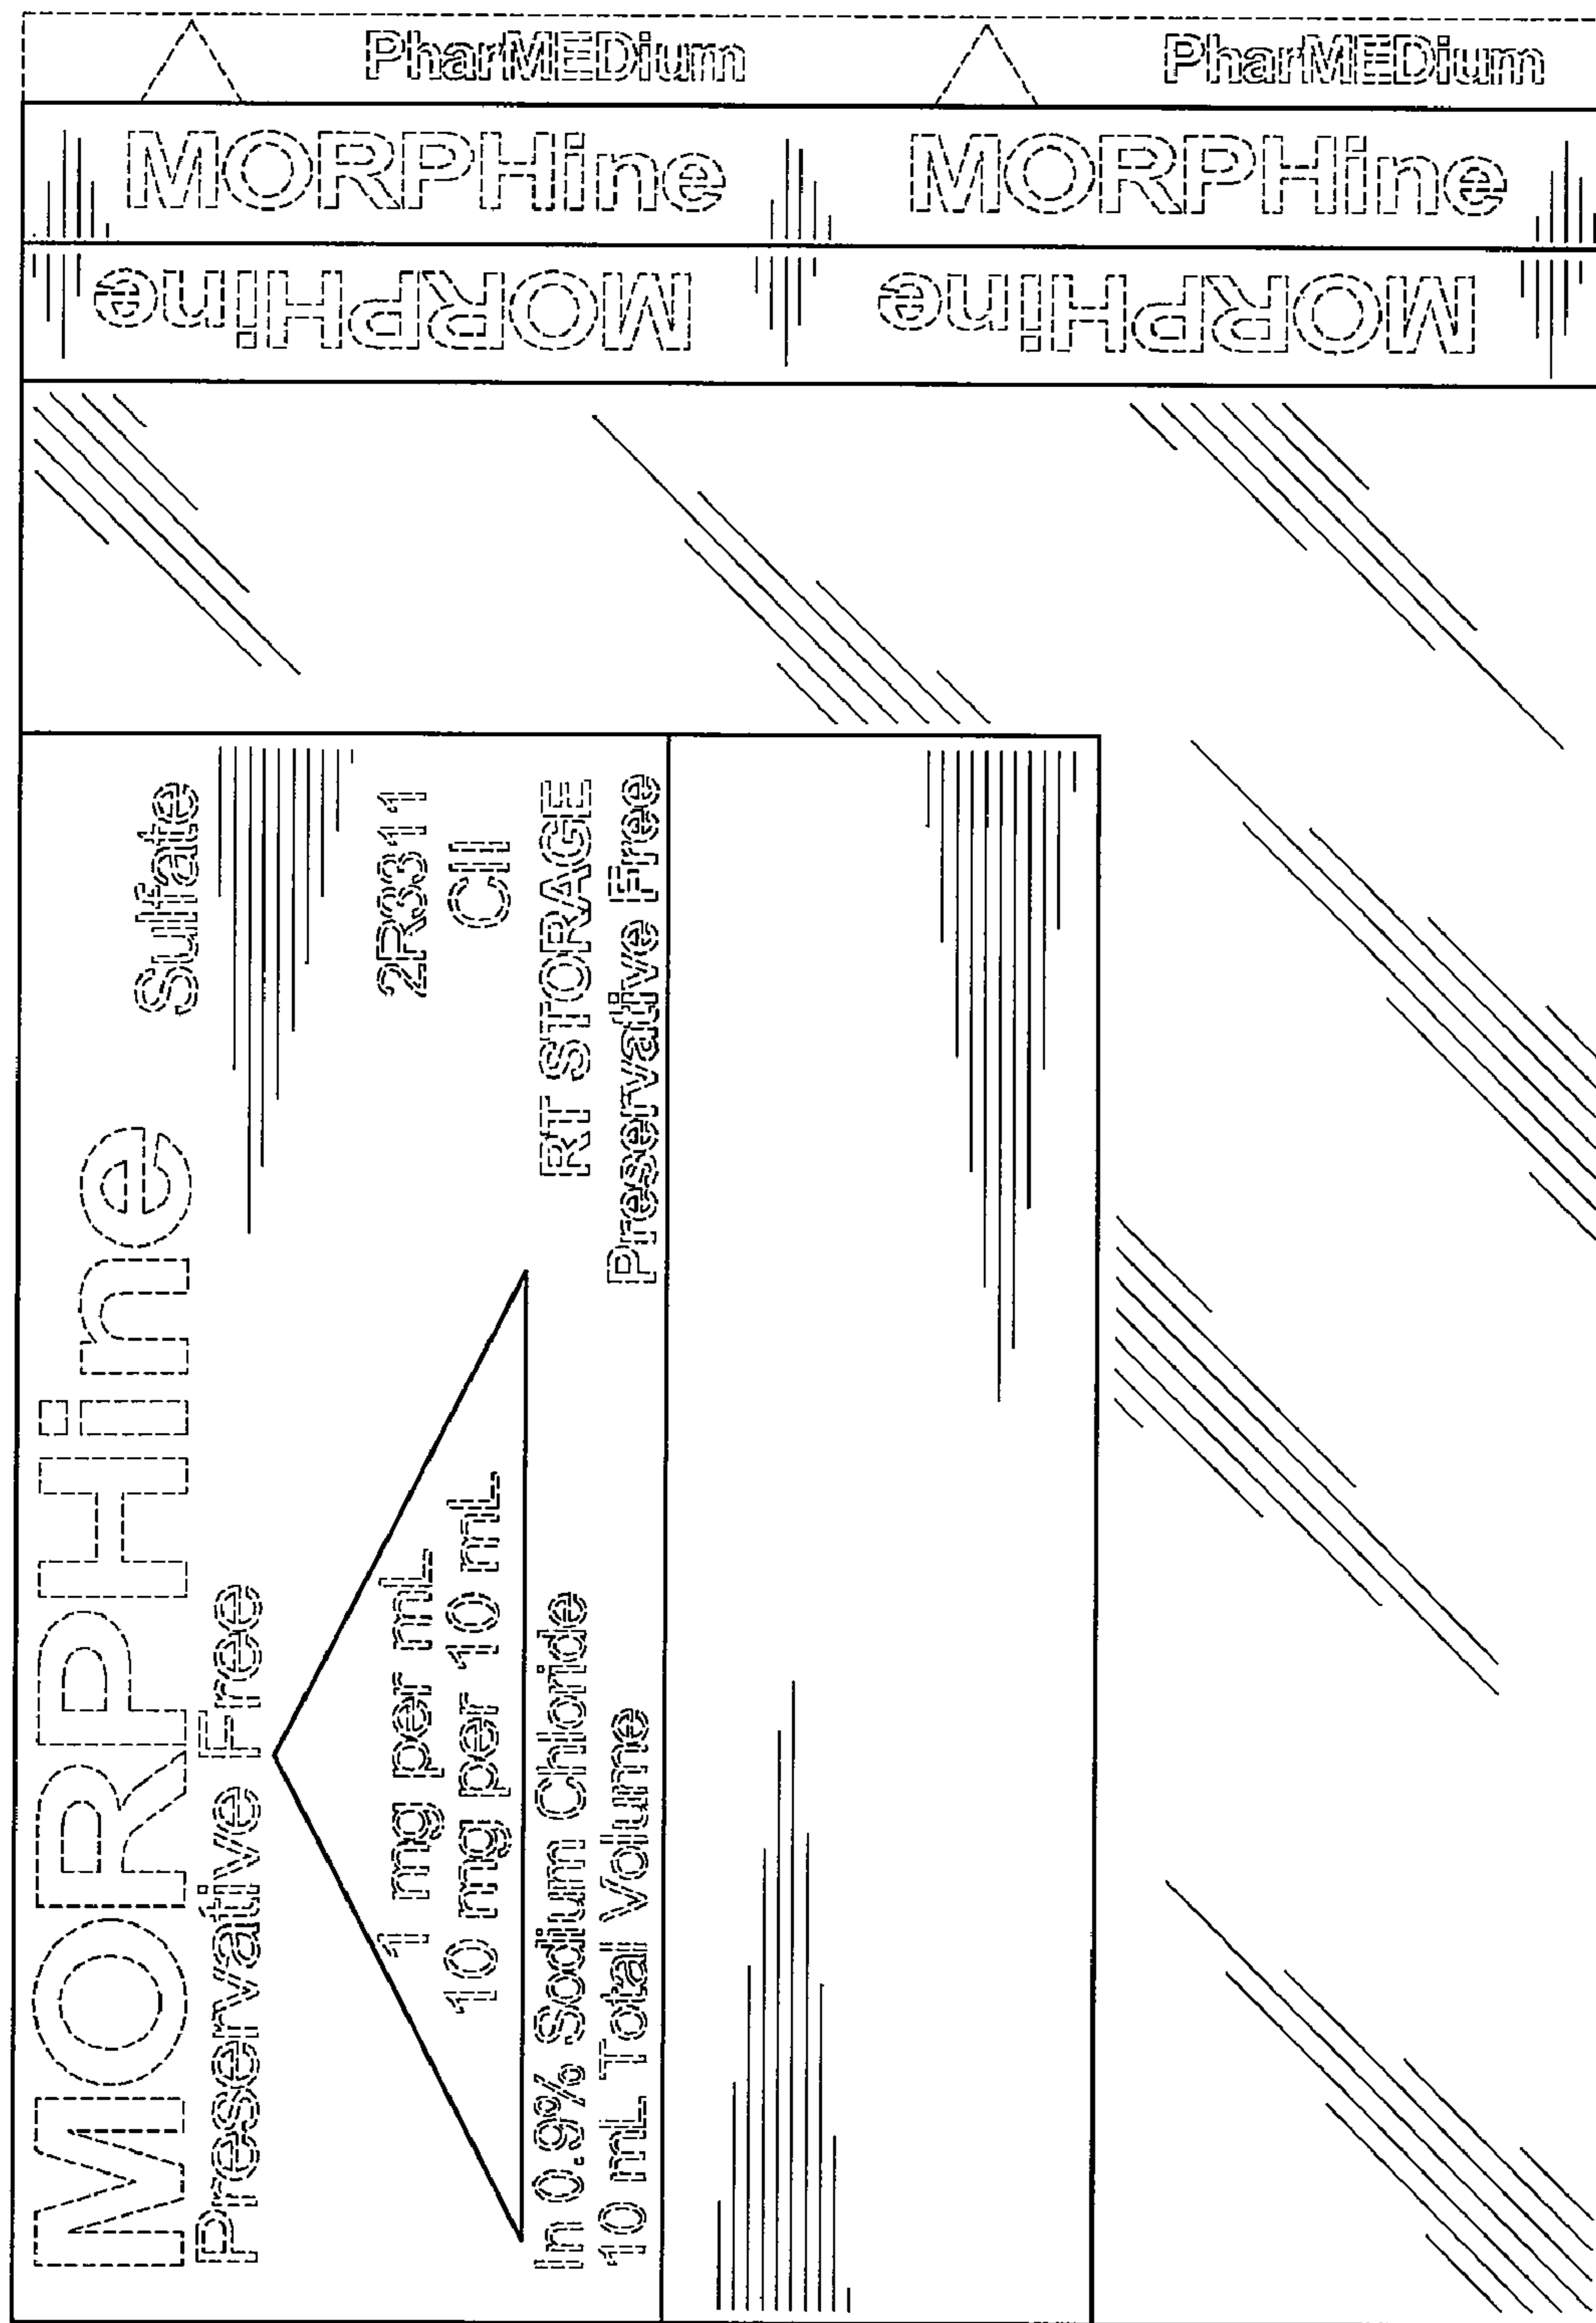 PharMEDium PharMEDium
MORPHine MORPHine
MORPHine MORPHine
MORPHine Sulfate
Preservative Free
1 mg per mL 2R3311
10 mg per 10 mL CII
In 0.9% Sodium Chloride RT STORAGE
10 mL Total Volume Preservative Free